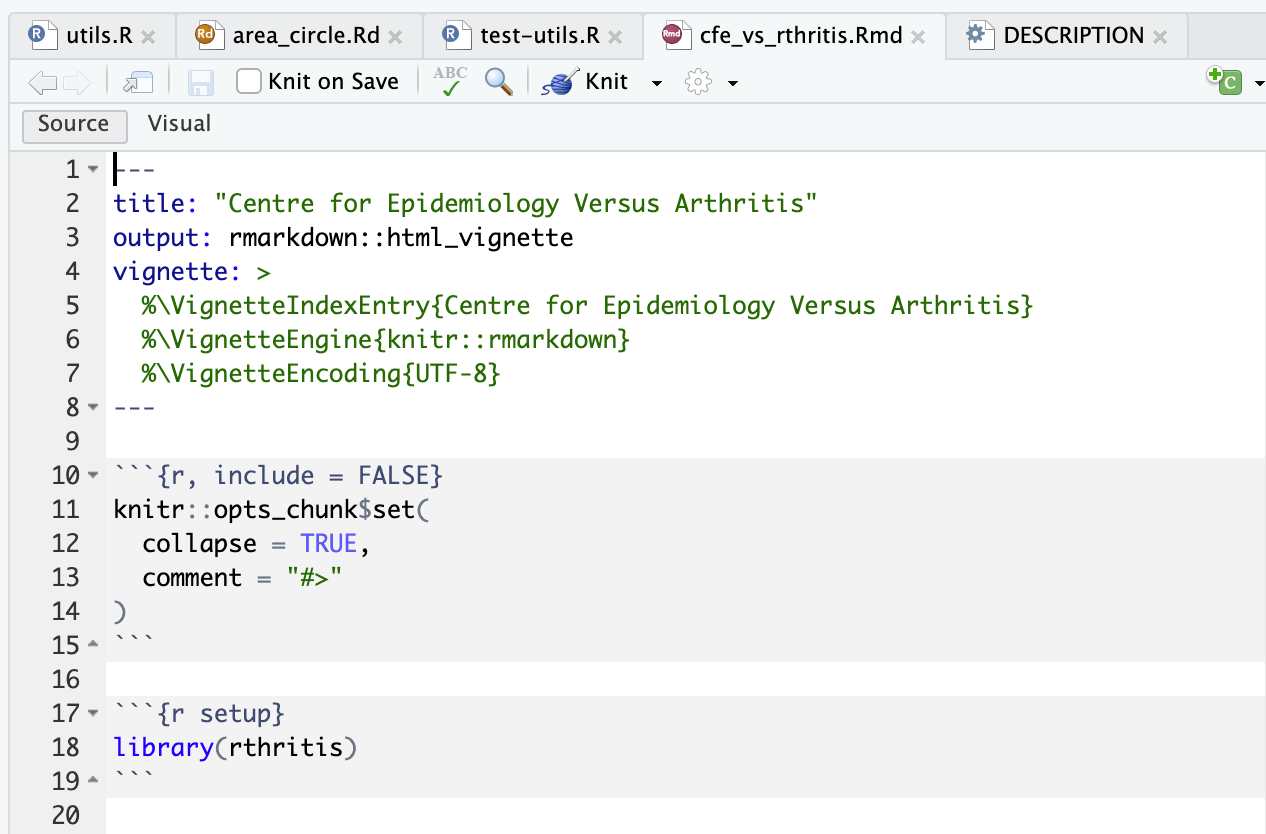 utils.R area_circle.Rd test-utils.R cfe_vs_rthritis.Rmd DESCRIPTION
Knit on Save ABC Knit C
Source Visual
1 ---
2 title: "Centre for Epidemiology Versus Arthritis"
3 output: rmarkdown::html_vignette
4 vignette: >
5   %\VignetteIndexEntry{Centre for Epidemiology Versus Arthritis}
6   %\VignetteEngine{knitr::rmarkdown}
7   %\VignetteEncoding{UTF-8}
8 ---
9
10 ```{r, include = FALSE}
11 knitr::opts_chunk$set(
12   collapse = TRUE,
13   comment = "#>"
14 )
15 ```
16
17 ```{r setup}
18 library(rthritis)
19 ```
20